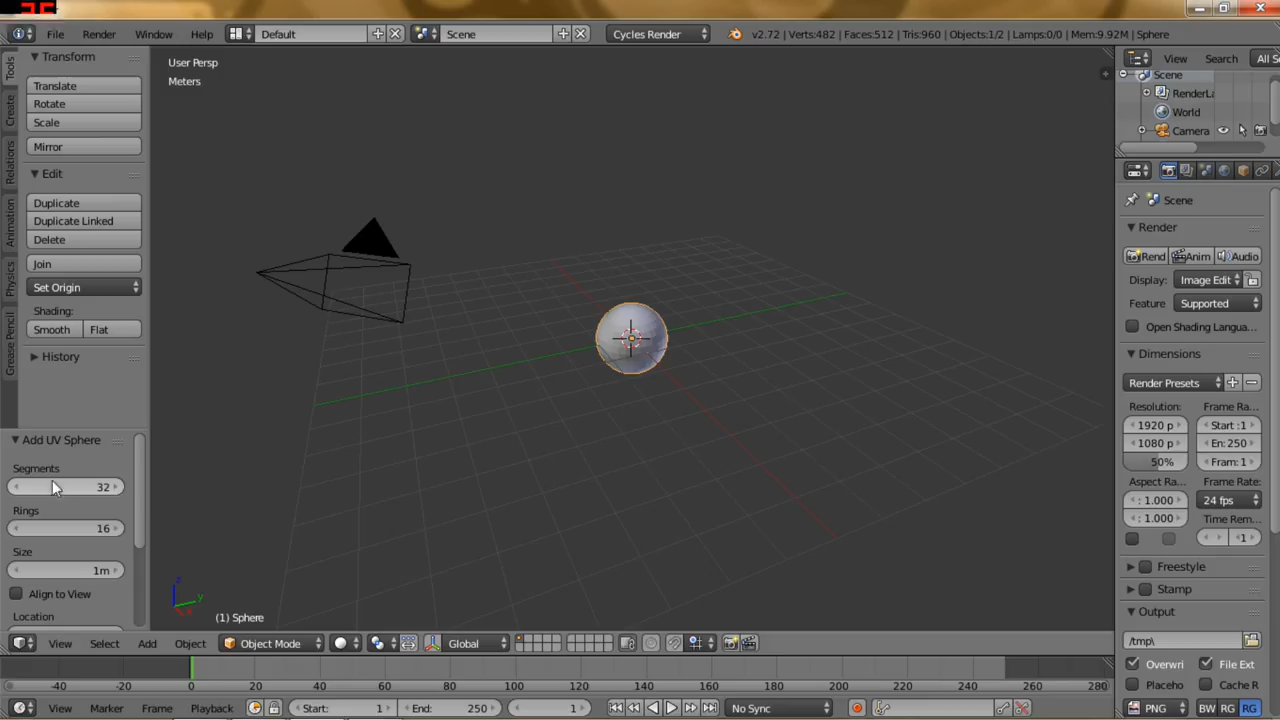 File Render Window Help Default Scene Cycles Render v2.72 | Verts:482 | Faces:512 | Tris:960 | Objects:1/2 | Lamps:0/0 | Mem:9.92M | Sphere
Tools
Create
Relations
Animation
Physics
Grease Pencil
Transform
Translate
Rotate
Scale
Mirror
Edit
Duplicate
Duplicate Linked
Delete
Join
Set Origin
Shading:
Smooth Flat
History
Add UV Sphere
Segments
32
Rings
16
Size
1m
Align to View
Location
User Persp
Meters
z
y
(1) Sphere
View Select Add Object Object Mode Global
-40 -20 0 20 40 60 80 100 120 140 160 180 200 220 240 260 280
View Marker Frame Playback Start: 1 End: 250 1 No Sync
View Search All S
Scene
RenderLa
World
Camera
Scene
Render
Rend Anim Audio
Display: Image Edit
Feature Supported
Open Shading Langua...
Dimensions
Render Presets
Resolution: Frame Ra...
1920 p Start :1
1080 p En: 250
50% Fram: 1
Aspect Ra... Frame Rate:
: 1.000 24 fps
: 1.000 Time Rem...
1
Freestyle
Stamp
Output
/tmp\
Overwri File Ext
Placeho Cache R
PNG BW RG RG